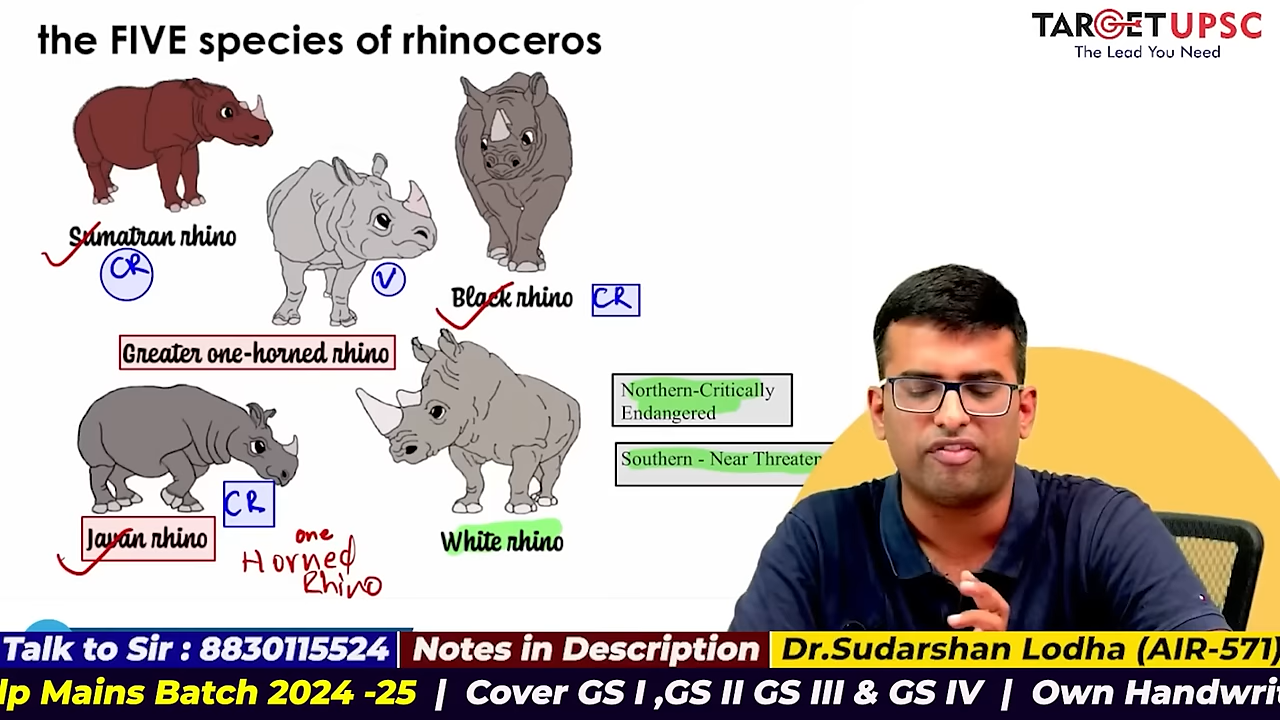 the FIVE species of rhinoceros
TARGET UPSC
The Lead You Need
Sumatran rhino
CR
V
Black rhino
CR
Greater one-horned rhino
Northern-Critically
Endangered
Southern - Near Threaten
CR
Javan rhino
one
Horned
Rhino
White rhino
Talk to Sir : 8830115524
Notes in Description
Dr.Sudarshan Lodha (AIR-571)
lp Mains Batch 2024 -25 | Cover GS I ,GS II GS III & GS IV | Own Handwrit